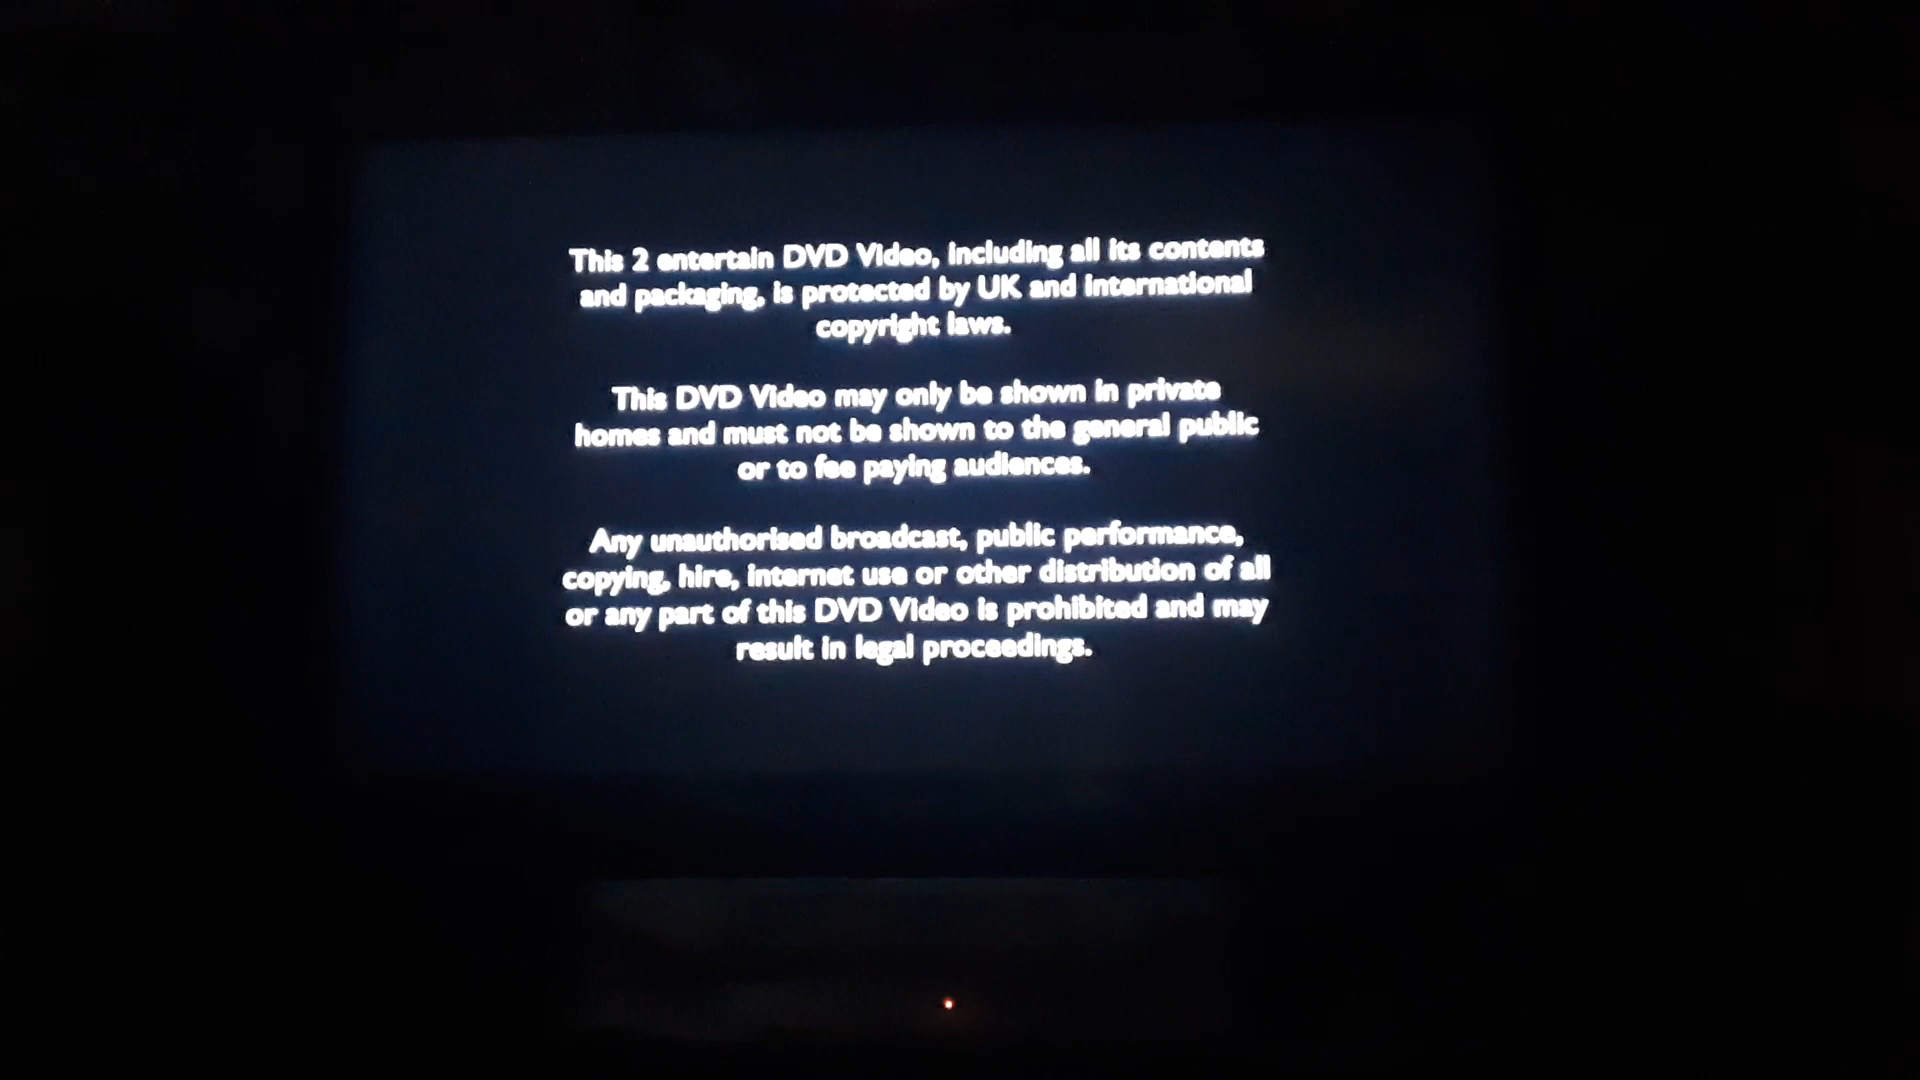 This 2 entertain DVD Video, including all its contents
and packaging, is protected by UK and international
copyright laws.
This DVD Video may only be shown in private
homes and must not be shown to the general public
or to fee paying audiences.
Any unauthorised broadcast, public performance,
copying, hire, internet use or other distribution of all
or any part of this DVD Video is prohibited and may
result in legal proceedings.